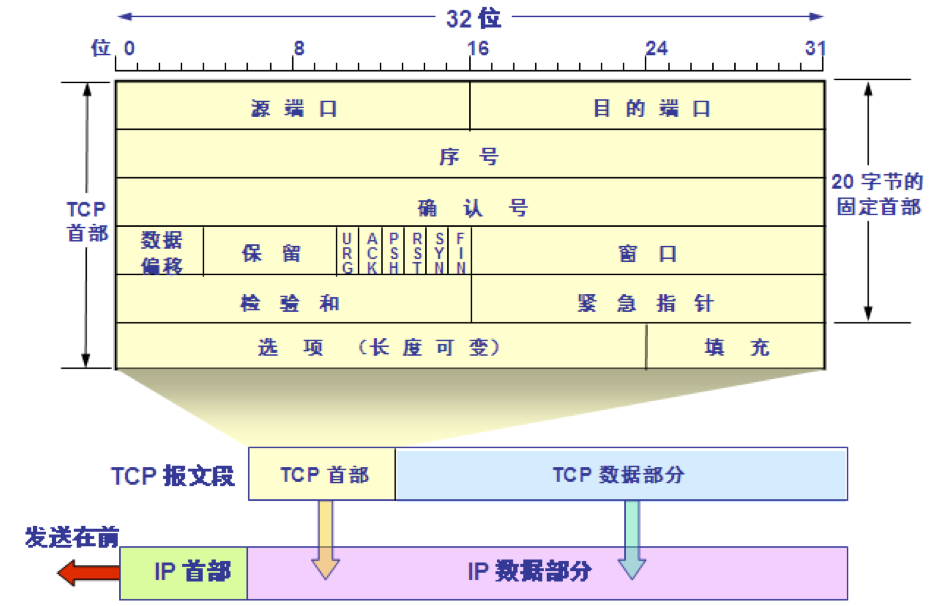 32 位
位 0 8 16 24 31
源 端 口 目 的 端 口
序 号
确 认 号
TCP
首部
20 字节的
固定首部
数据
偏移
保 留
URG
ACK
PSH
RST
SYN
FIN
窗 口
检 验 和 紧 急 指 针
选 项 （长 度 可 变） 填 充
TCP 报文段 TCP 首部 TCP 数据部分
发送在前
IP 首部 IP 数据部分